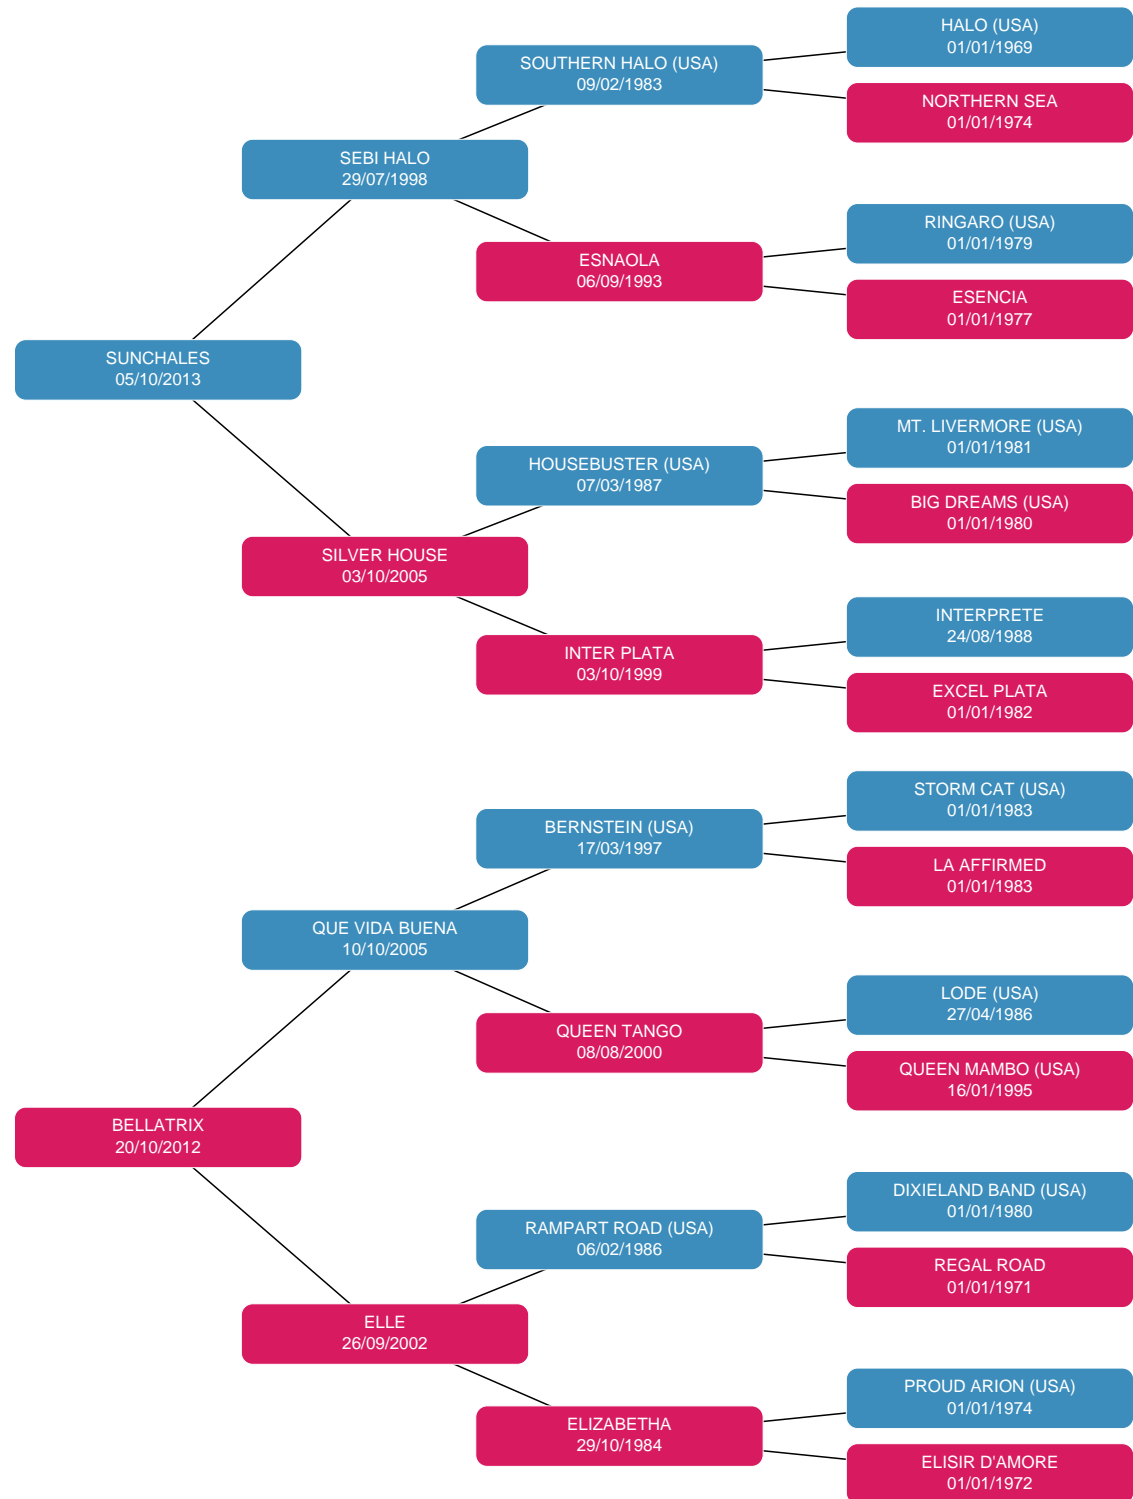 HALO (USA)
01/01/1969
SOUTHERN HALO (USA)
09/02/1983
NORTHERN SEA
01/01/1974
SEBI HALO
29/07/1998
RINGARO (USA)
01/01/1979
ESNAOLA
06/09/1993
ESENCIA
01/01/1977
SUNCHALES
05/10/2013
MT. LIVERMORE (USA)
01/01/1981
HOUSEBUSTER (USA)
07/03/1987
BIG DREAMS (USA)
01/01/1980
SILVER HOUSE
03/10/2005
INTERPRETE
24/08/1988
INTER PLATA
03/10/1999
EXCEL PLATA
01/01/1982
STORM CAT (USA)
01/01/1983
BERNSTEIN (USA)
17/03/1997
LA AFFIRMED
01/01/1983
QUE VIDA BUENA
10/10/2005
LODE (USA)
27/04/1986
QUEEN TANGO
08/08/2000
QUEEN MAMBO (USA)
16/01/1995
BELLATRIX
20/10/2012
DIXIELAND BAND (USA)
01/01/1980
RAMPART ROAD (USA)
06/02/1986
REGAL ROAD
01/01/1971
ELLE
26/09/2002
PROUD ARION (USA)
01/01/1974
ELIZABETHA
29/10/1984
ELISIR D'AMORE
01/01/1972